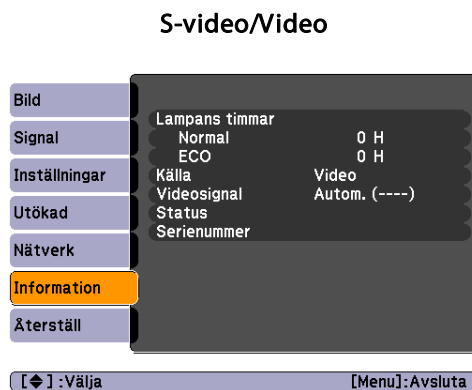 S-video/Video
Bild
Signal
Inställningar
Utökad
Nätverk
Information
Återställ
Lampans timmar
Normal 0 H
ECO 0 H
Källa Video
Videosignal Autom. (----)
Status
Serienummer
[◆] :Välja [Menu]:Avsluta